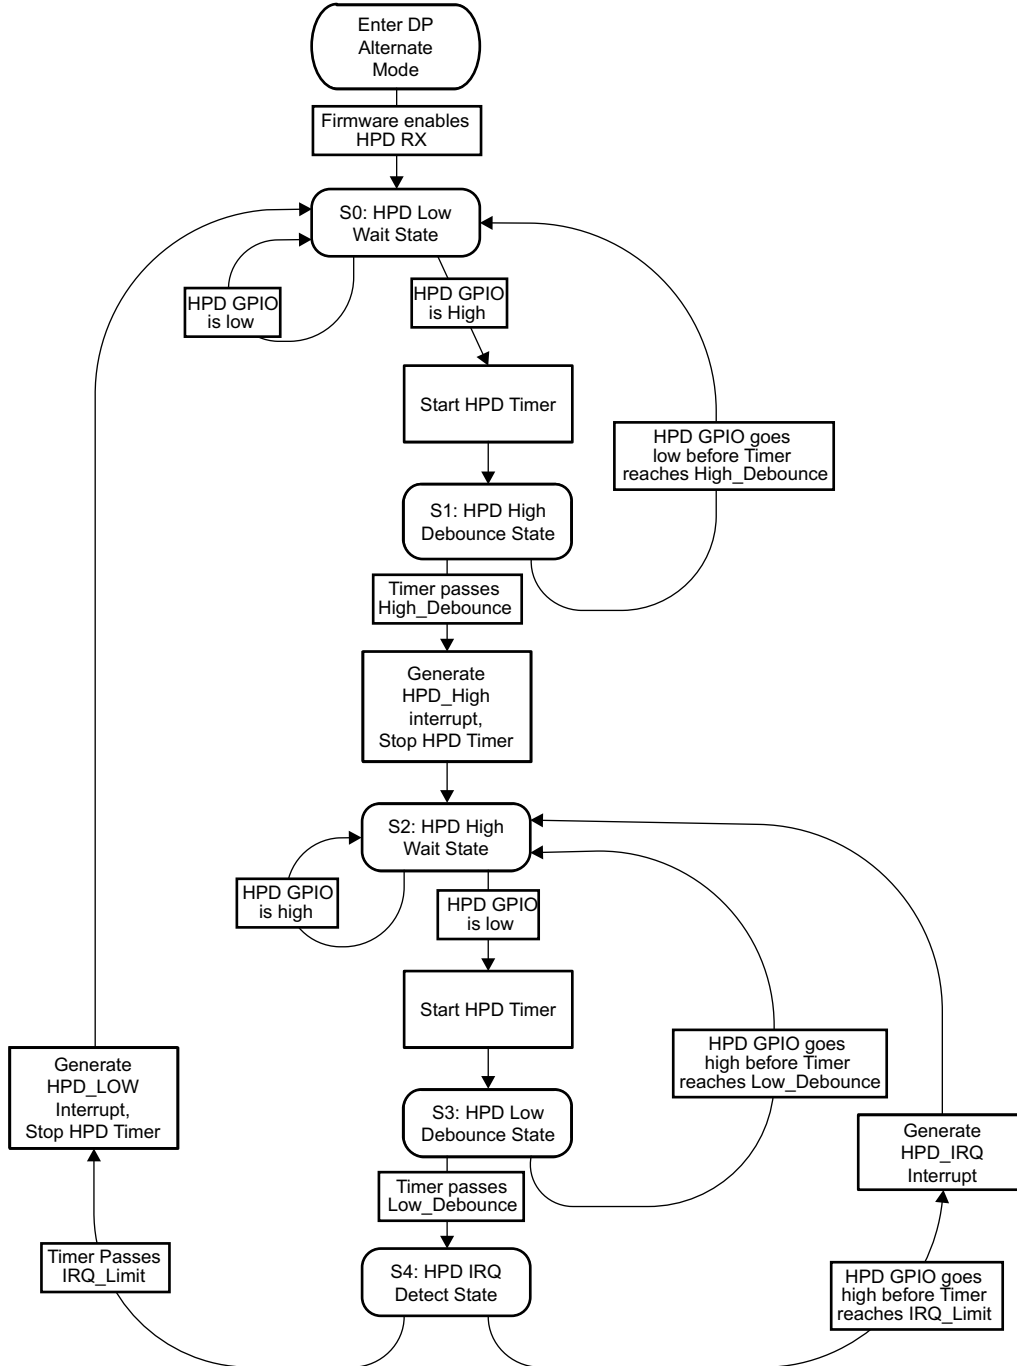 Enter DP
Alternate
Mode
Firmware enables
HPD RX
S0: HPD Low
Wait State
HPD GPIO
is low
HPD GPIO
is High
Start HPD Timer
HPD GPIO goes
low before Timer
reaches High_Debounce
S1: HPD High
Debounce State
Timer passes
High_Debounce
Generate
HPD_High
interrupt,
Stop HPD Timer
S2: HPD High
Wait State
HPD GPIO
is high
HPD GPIO
is low
Start HPD Timer
HPD GPIO goes
high before Timer
reaches Low_Debounce
Generate
HPD_LOW
Interrupt,
Stop HPD Timer
S3: HPD Low
Debounce State
Generate
HPD_IRQ
Interrupt
Timer passes
Low_Debounce
Timer Passes
IRQ_Limit
S4: HPD IRQ
Detect State
HPD GPIO goes
high before Timer
reaches IRQ_Limit